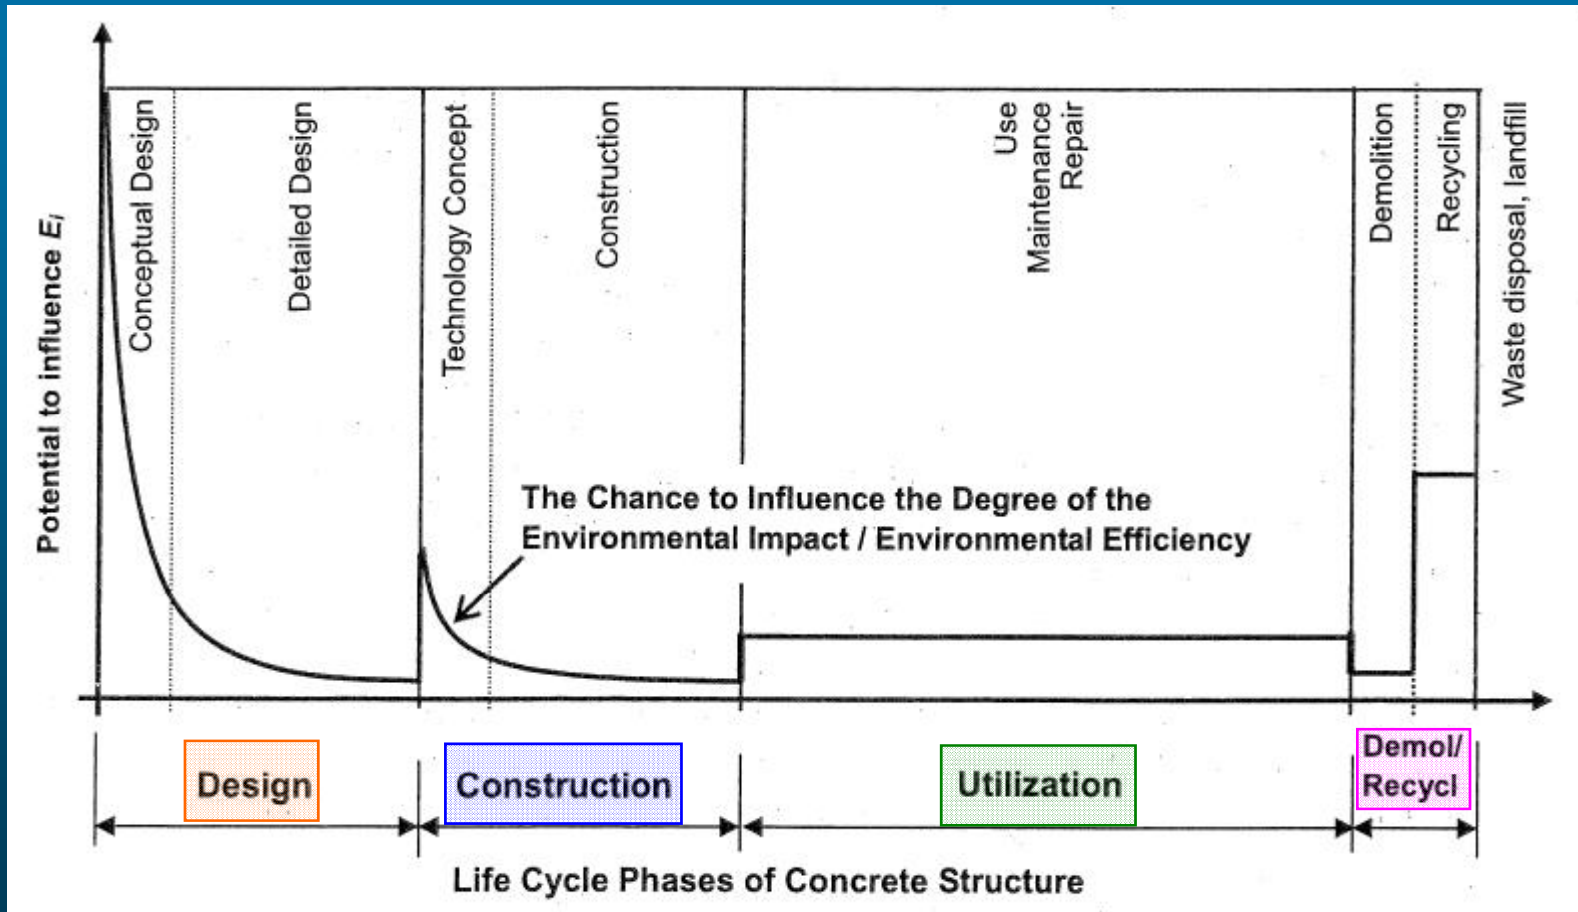 Potential to influence Ei
Conceptual Design
Detailed Design
Technology Concept
Construction
Use
Maintenance
Repair
Demolition
Recycling
Waste disposal, landfill
The Chance to Influence the Degree of the
Environmental Impact / Environmental Efficiency
Design
Construction
Utilization
Demol/
Recycl
Life Cycle Phases of Concrete Structure